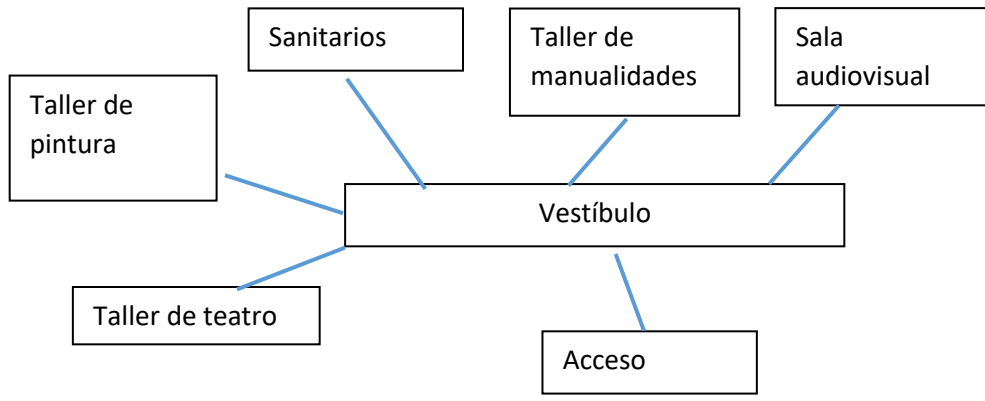 Sanitarios
Taller de
manualidades
Sala
audiovisual
Taller de
pintura
Vestíbulo
Taller de teatro
Acceso